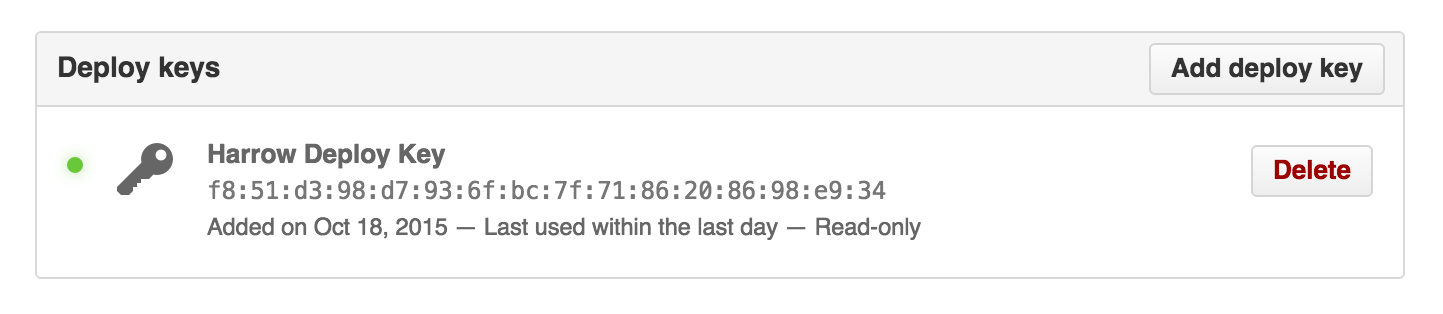 Deploy keys
Add deploy key
Harrow Deploy Key
f8:51:d3:98:d7:93:6f:bc:7f:71:86:20:86:98:e9:34
Added on Oct 18, 2015 — Last used within the last day — Read-only
Delete